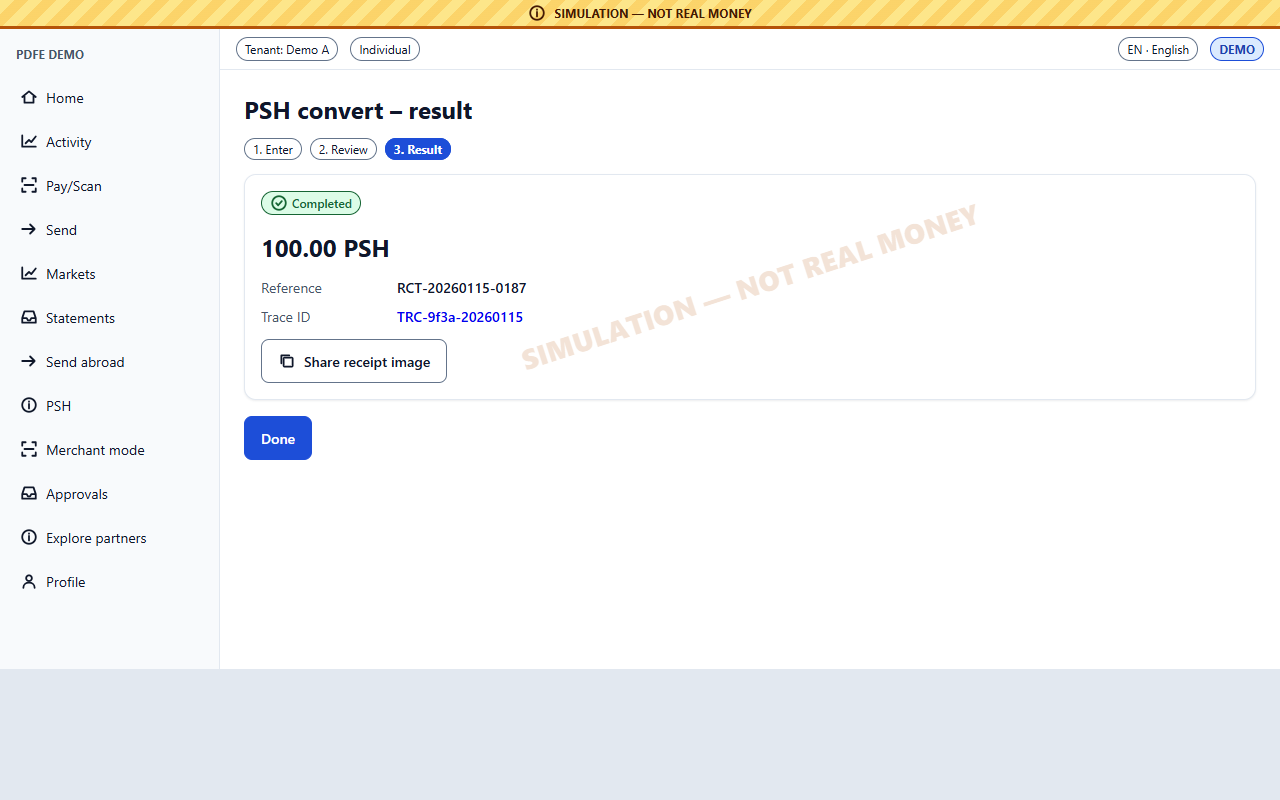 SIMULATION — NOT REAL MONEY
PDFE DEMO
Tenant: Demo A
Individual
EN · English
DEMO
Home
Activity
Pay/Scan
Send
Markets
Statements
Send abroad
PSH
Merchant mode
Approvals
Explore partners
Profile
PSH convert – result
1. Enter
2. Review
3. Result
Completed
100.00 PSH
Reference RCT-20260115-0187
Trace ID TRC-9f3a-20260115
Share receipt image
SIMULATION — NOT REAL MONEY
Done